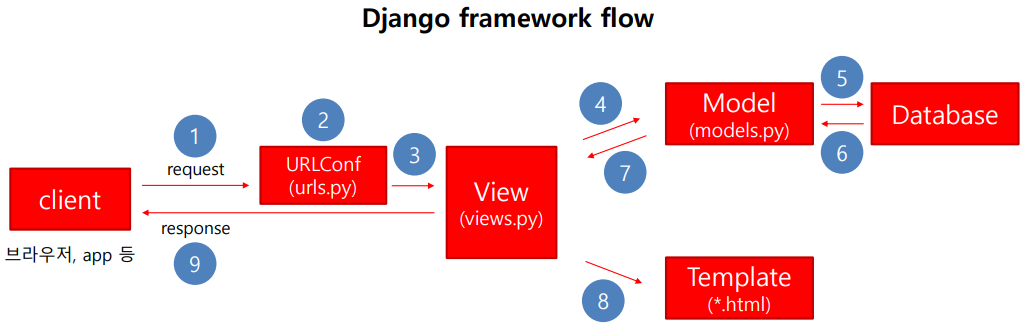 Django framework flow
1
request
2
URLConf
(urls.py)
3
client
브라우저, app 등
response
9
View
(views.py)
4
7
Model
(models.py)
5
6
Database
8
Template
(*.html)